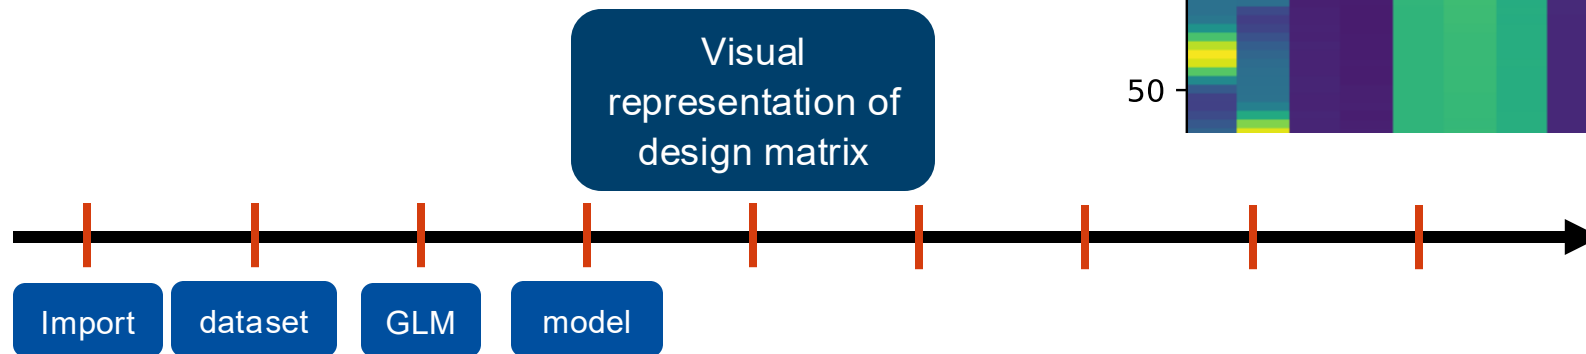 Visual
representation of
design matrix
50
Import
dataset
GLM
model